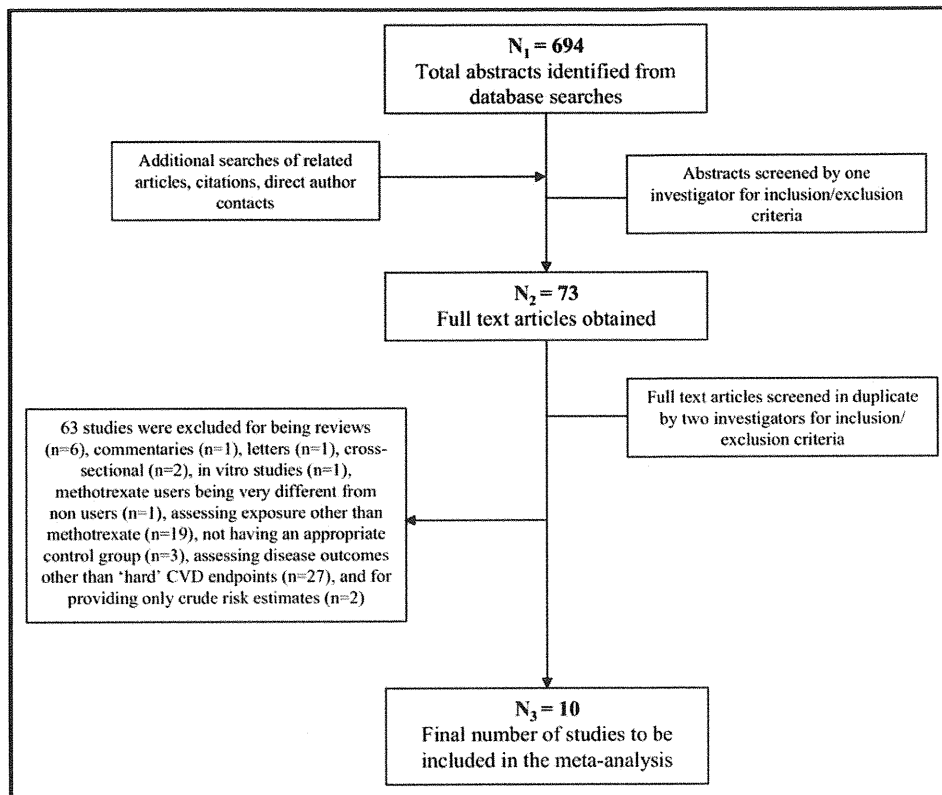 N₁ = 694
Total abstracts identified from
database searches
Additional searches of related
articles, citations, direct author
contacts
Abstracts screened by one
investigator for inclusion/exclusion
criteria
N₂ = 73
Full text articles obtained
Full text articles screened in duplicate
by two investigators for inclusion/
exclusion criteria
63 studies were excluded for being reviews
(n=6), commentaries (n=1), letters (n=1), cross-
sectional (n=2), in vitro studies (n=1),
methotrexate users being very different from
non users (n=1), assessing exposure other than
methotrexate (n=19), not having an appropriate
control group (n=3), assessing disease outcomes
other than ‘hard’ CVD endpoints (n=27), and for
providing only crude risk estimates (n=2)
N₃ = 10
Final number of studies to be
included in the meta-analysis